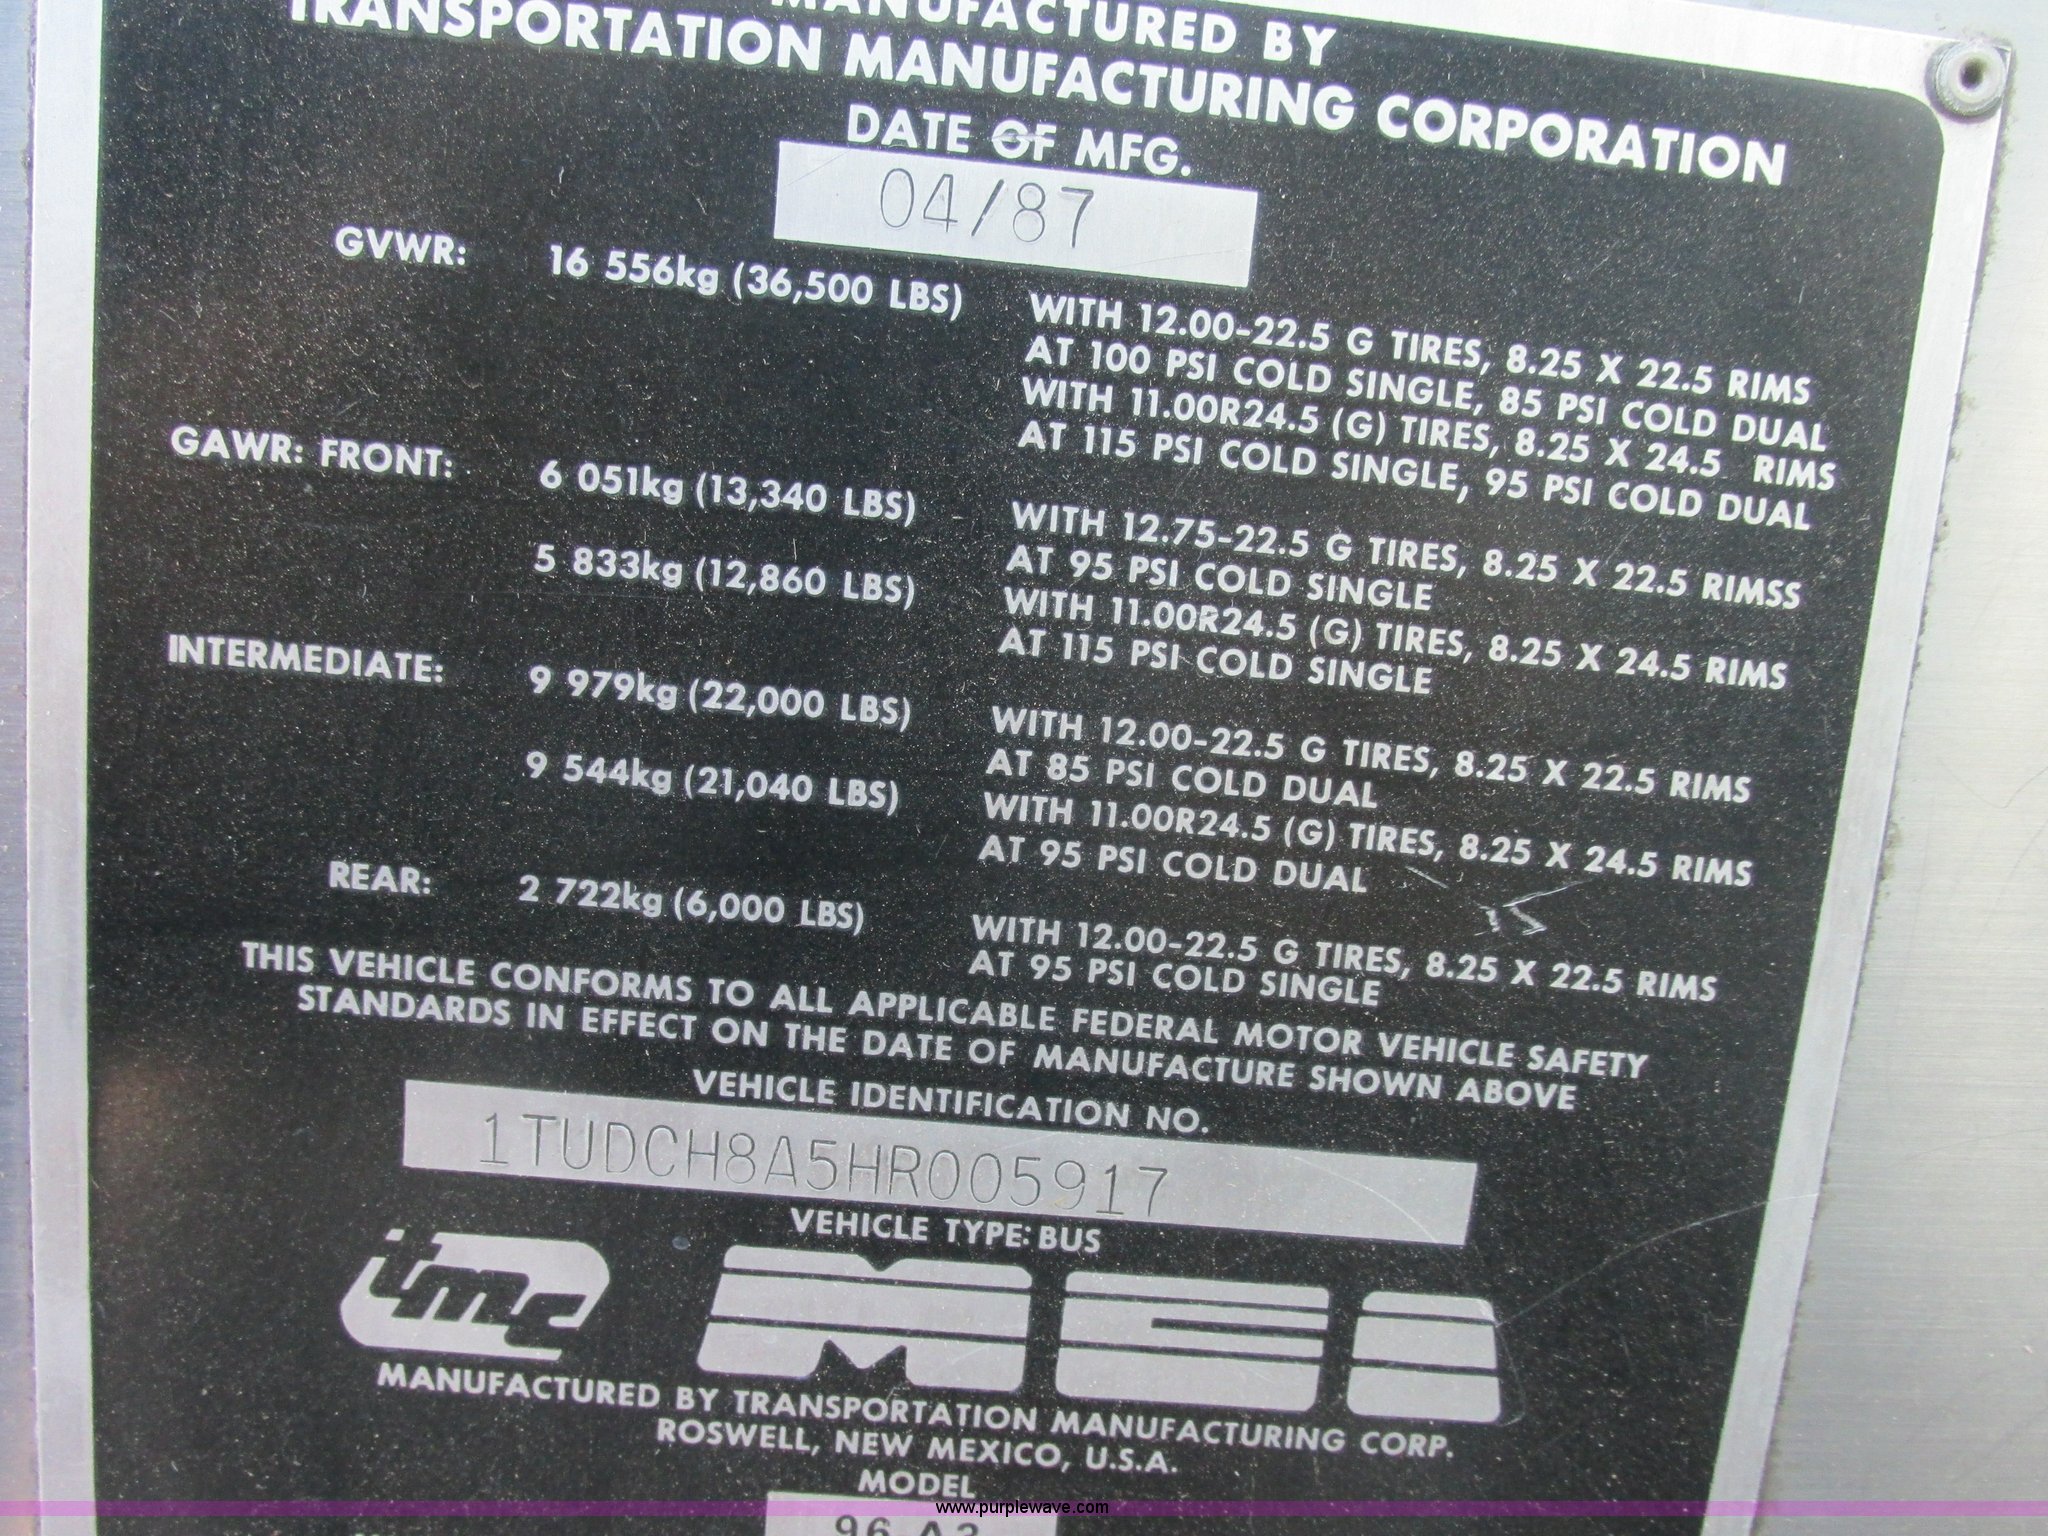 MANUFACTURED BY
TRANSPORTATION MANUFACTURING CORPORATION
DATE OF MFG.
04/87
GVWR: 16 556kg (36,500 LBS) WITH 12.00-22.5 G TIRES, 8.25 X 22.5 RIMS
AT 100 PSI COLD SINGLE, 85 PSI COLD DUAL
WITH 11.00R24.5 (G) TIRES, 8.25 X 24.5 RIMS
AT 115 PSI COLD SINGLE, 95 PSI COLD DUAL
GAWR: FRONT: 6 051kg (13,340 LBS) WITH 12.75-22.5 G TIRES, 8.25 X 22.5 RIMSS
AT 95 PSI COLD SINGLE
5 833kg (12,860 LBS) WITH 11.00R24.5 (G) TIRES, 8.25 X 24.5 RIMS
AT 115 PSI COLD SINGLE
INTERMEDIATE: 9 979kg (22,000 LBS) WITH 12.00-22.5 G TIRES, 8.25 X 22.5 RIMS
AT 85 PSI COLD DUAL
9 544kg (21,040 LBS) WITH 11.00R24.5 (G) TIRES, 8.25 X 24.5 RIMS
AT 95 PSI COLD DUAL
REAR: 2 722kg (6,000 LBS) WITH 12.00-22.5 G TIRES, 8.25 X 22.5 RIMS
AT 95 PSI COLD SINGLE
THIS VEHICLE CONFORMS TO ALL APPLICABLE FEDERAL MOTOR VEHICLE SAFETY
STANDARDS IN EFFECT ON THE DATE OF MANUFACTURE SHOWN ABOVE
VEHICLE IDENTIFICATION NO.
1TUDCH8A5HR005917
VEHICLE TYPE: BUS
tmc MCI
MANUFACTURED BY TRANSPORTATION MANUFACTURING CORP.
ROSWELL, NEW MEXICO, U.S.A.
MODEL
www.purplewave.com